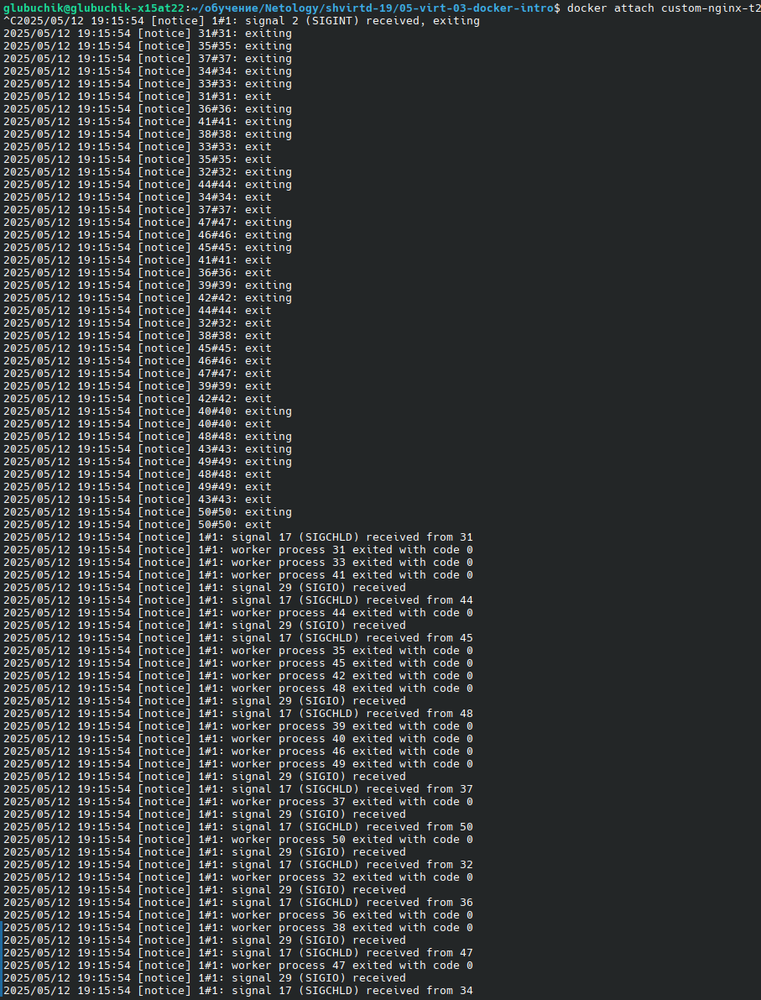 glubuchik@glubuchik-x15at22:~/обучение/Netology/shvirtd-19/05-virt-03-docker-intro$ docker attach custom-nginx-t2
^C2025/05/12 19:15:54 [notice] 1#1: signal 2 (SIGINT) received, exiting
2025/05/12 19:15:54 [notice] 31#31: exiting
2025/05/12 19:15:54 [notice] 35#35: exiting
2025/05/12 19:15:54 [notice] 37#37: exiting
2025/05/12 19:15:54 [notice] 34#34: exiting
2025/05/12 19:15:54 [notice] 33#33: exiting
2025/05/12 19:15:54 [notice] 31#31: exit
2025/05/12 19:15:54 [notice] 36#36: exiting
2025/05/12 19:15:54 [notice] 41#41: exiting
2025/05/12 19:15:54 [notice] 38#38: exiting
2025/05/12 19:15:54 [notice] 33#33: exit
2025/05/12 19:15:54 [notice] 35#35: exit
2025/05/12 19:15:54 [notice] 32#32: exiting
2025/05/12 19:15:54 [notice] 44#44: exiting
2025/05/12 19:15:54 [notice] 34#34: exit
2025/05/12 19:15:54 [notice] 37#37: exit
2025/05/12 19:15:54 [notice] 47#47: exiting
2025/05/12 19:15:54 [notice] 46#46: exiting
2025/05/12 19:15:54 [notice] 45#45: exiting
2025/05/12 19:15:54 [notice] 41#41: exit
2025/05/12 19:15:54 [notice] 36#36: exit
2025/05/12 19:15:54 [notice] 39#39: exiting
2025/05/12 19:15:54 [notice] 42#42: exiting
2025/05/12 19:15:54 [notice] 44#44: exit
2025/05/12 19:15:54 [notice] 32#32: exit
2025/05/12 19:15:54 [notice] 38#38: exit
2025/05/12 19:15:54 [notice] 45#45: exit
2025/05/12 19:15:54 [notice] 46#46: exit
2025/05/12 19:15:54 [notice] 47#47: exit
2025/05/12 19:15:54 [notice] 39#39: exit
2025/05/12 19:15:54 [notice] 42#42: exit
2025/05/12 19:15:54 [notice] 40#40: exiting
2025/05/12 19:15:54 [notice] 40#40: exit
2025/05/12 19:15:54 [notice] 48#48: exiting
2025/05/12 19:15:54 [notice] 43#43: exiting
2025/05/12 19:15:54 [notice] 49#49: exiting
2025/05/12 19:15:54 [notice] 48#48: exit
2025/05/12 19:15:54 [notice] 49#49: exit
2025/05/12 19:15:54 [notice] 43#43: exit
2025/05/12 19:15:54 [notice] 50#50: exiting
2025/05/12 19:15:54 [notice] 50#50: exit
2025/05/12 19:15:54 [notice] 1#1: signal 17 (SIGCHLD) received from 31
2025/05/12 19:15:54 [notice] 1#1: worker process 31 exited with code 0
2025/05/12 19:15:54 [notice] 1#1: worker process 33 exited with code 0
2025/05/12 19:15:54 [notice] 1#1: worker process 41 exited with code 0
2025/05/12 19:15:54 [notice] 1#1: signal 29 (SIGIO) received
2025/05/12 19:15:54 [notice] 1#1: signal 17 (SIGCHLD) received from 44
2025/05/12 19:15:54 [notice] 1#1: worker process 44 exited with code 0
2025/05/12 19:15:54 [notice] 1#1: signal 29 (SIGIO) received
2025/05/12 19:15:54 [notice] 1#1: signal 17 (SIGCHLD) received from 45
2025/05/12 19:15:54 [notice] 1#1: worker process 35 exited with code 0
2025/05/12 19:15:54 [notice] 1#1: worker process 45 exited with code 0
2025/05/12 19:15:54 [notice] 1#1: worker process 42 exited with code 0
2025/05/12 19:15:54 [notice] 1#1: worker process 48 exited with code 0
2025/05/12 19:15:54 [notice] 1#1: signal 29 (SIGIO) received
2025/05/12 19:15:54 [notice] 1#1: signal 17 (SIGCHLD) received from 48
2025/05/12 19:15:54 [notice] 1#1: worker process 39 exited with code 0
2025/05/12 19:15:54 [notice] 1#1: worker process 40 exited with code 0
2025/05/12 19:15:54 [notice] 1#1: worker process 46 exited with code 0
2025/05/12 19:15:54 [notice] 1#1: worker process 49 exited with code 0
2025/05/12 19:15:54 [notice] 1#1: signal 29 (SIGIO) received
2025/05/12 19:15:54 [notice] 1#1: signal 17 (SIGCHLD) received from 37
2025/05/12 19:15:54 [notice] 1#1: worker process 37 exited with code 0
2025/05/12 19:15:54 [notice] 1#1: signal 29 (SIGIO) received
2025/05/12 19:15:54 [notice] 1#1: signal 17 (SIGCHLD) received from 50
2025/05/12 19:15:54 [notice] 1#1: worker process 50 exited with code 0
2025/05/12 19:15:54 [notice] 1#1: signal 29 (SIGIO) received
2025/05/12 19:15:54 [notice] 1#1: signal 17 (SIGCHLD) received from 32
2025/05/12 19:15:54 [notice] 1#1: worker process 32 exited with code 0
2025/05/12 19:15:54 [notice] 1#1: signal 29 (SIGIO) received
2025/05/12 19:15:54 [notice] 1#1: signal 17 (SIGCHLD) received from 36
2025/05/12 19:15:54 [notice] 1#1: worker process 36 exited with code 0
2025/05/12 19:15:54 [notice] 1#1: worker process 38 exited with code 0
2025/05/12 19:15:54 [notice] 1#1: signal 29 (SIGIO) received
2025/05/12 19:15:54 [notice] 1#1: signal 17 (SIGCHLD) received from 47
2025/05/12 19:15:54 [notice] 1#1: worker process 47 exited with code 0
2025/05/12 19:15:54 [notice] 1#1: signal 29 (SIGIO) received
2025/05/12 19:15:54 [notice] 1#1: signal 17 (SIGCHLD) received from 34